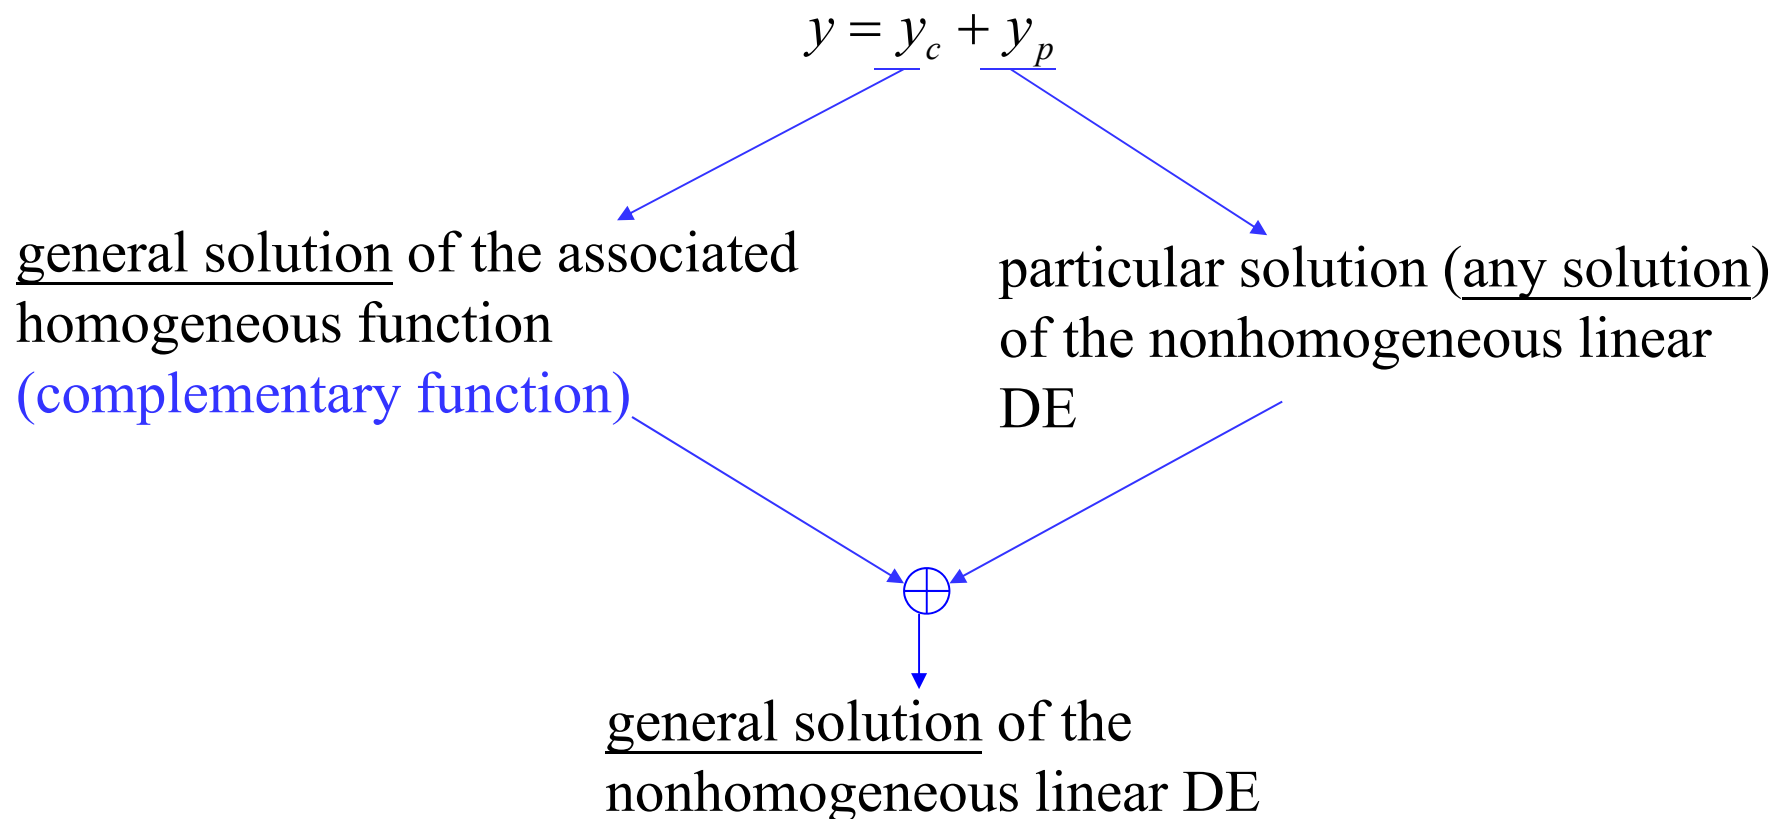 y = y_c + y_p
general solution of the associated
homogeneous function
(complementary function)
particular solution (any solution)
of the nonhomogeneous linear
DE
general solution of the
nonhomogeneous linear DE